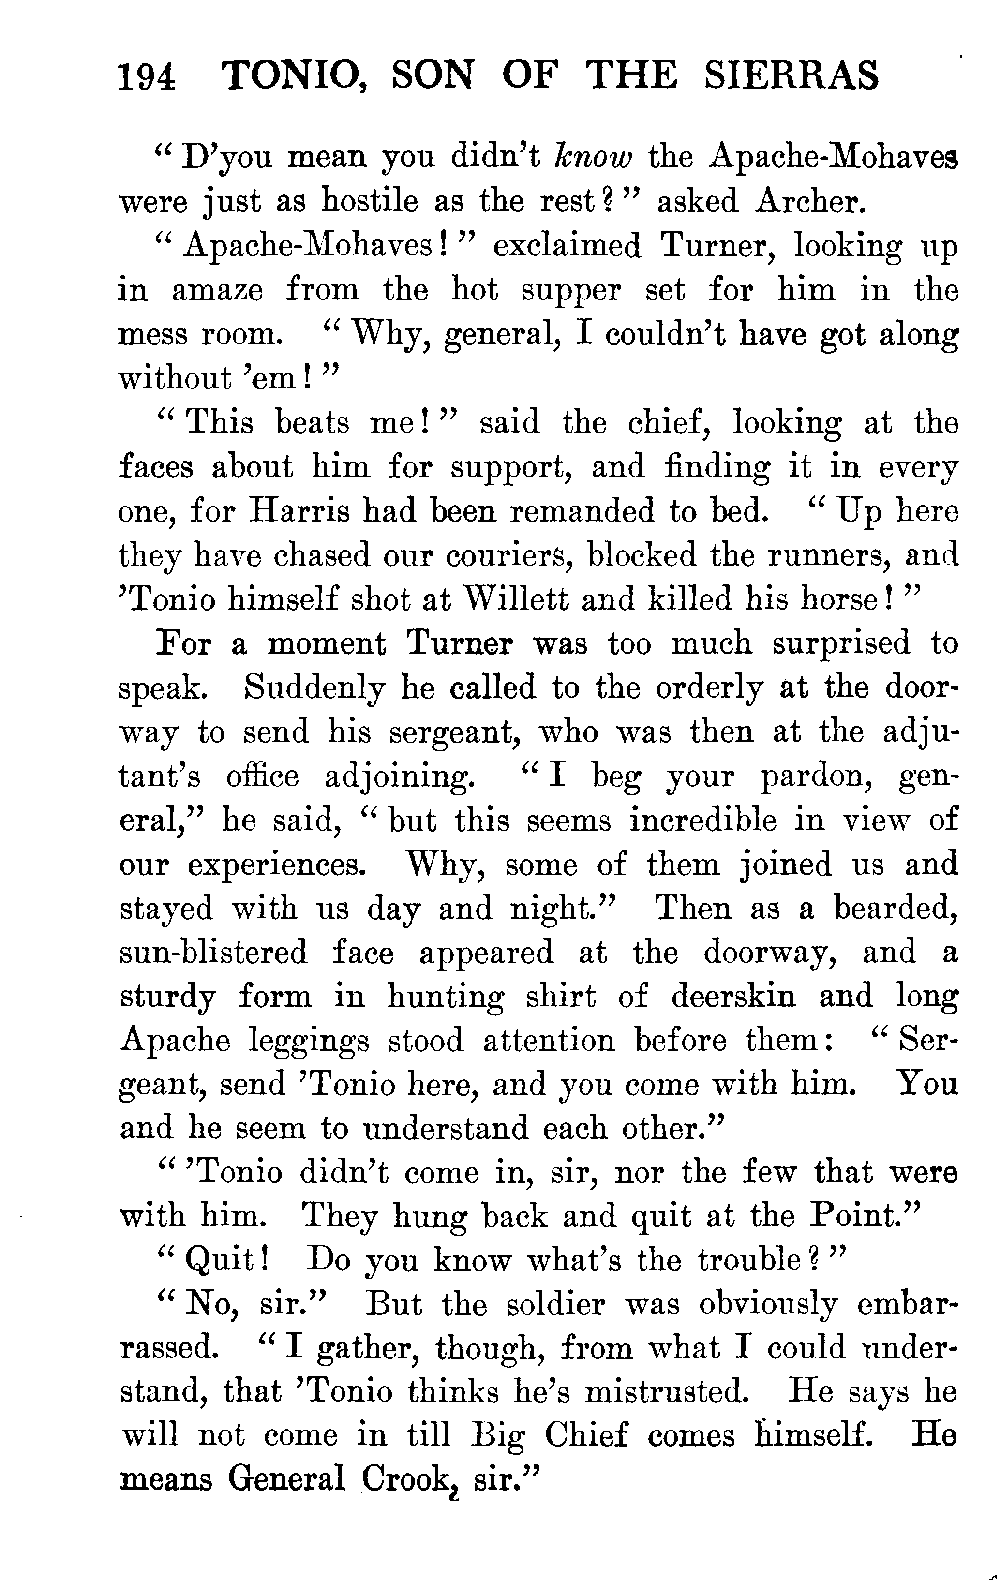 194 TONIO, SON OF THE SIERRAS
“ D’you mean you didn’t know the Apache-Mohaves
were just as hostile as the rest? ” asked Archer.
“ Apache-Mohaves! ” exclaimed Turner, looking up
in amaze from the hot supper set for him in the
mess room. “ Why, general, I couldn’t have got along
without ’em! ”
“ This beats me! ” said the chief, looking at the
faces about him for support, and finding it in every
one, for Harris had been remanded to bed. “ Up here
they have chased our couriers, blocked the runners, and
’Tonio himself shot at Willett and killed his horse! ”
For a moment Turner was too much surprised to
speak. Suddenly he called to the orderly at the door-
way to send his sergeant, who was then at the adju-
tant’s office adjoining. “ I beg your pardon, gen-
eral,” he said, “ but this seems incredible in view of
our experiences. Why, some of them joined us and
stayed with us day and night.” Then as a bearded,
sun-blistered face appeared at the doorway, and a
sturdy form in hunting shirt of deerskin and long
Apache leggings stood attention before them: “ Ser-
geant, send ’Tonio here, and you come with him. You
and he seem to understand each other.”
“ ’Tonio didn’t come in, sir, nor the few that were
with him. They hung back and quit at the Point.”
“ Quit! Do you know what’s the trouble? ”
“ No, sir.” But the soldier was obviously embar-
rassed. “ I gather, though, from what I could under-
stand, that ’Tonio thinks he’s mistrusted. He says he
will not come in till Big Chief comes himself. He
means General Crook, sir.”